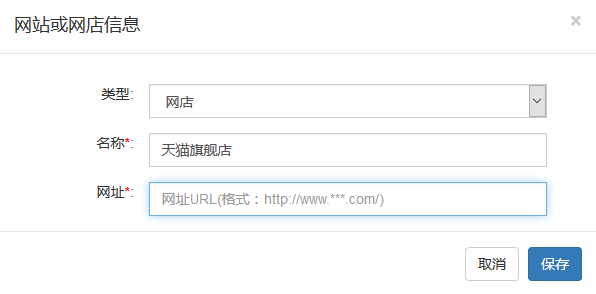 网站或网店信息
×
类型:
网店
名称*:
天猫旗舰店
网址*:
网址URL(格式：http://www.***.com/)
取消
保存